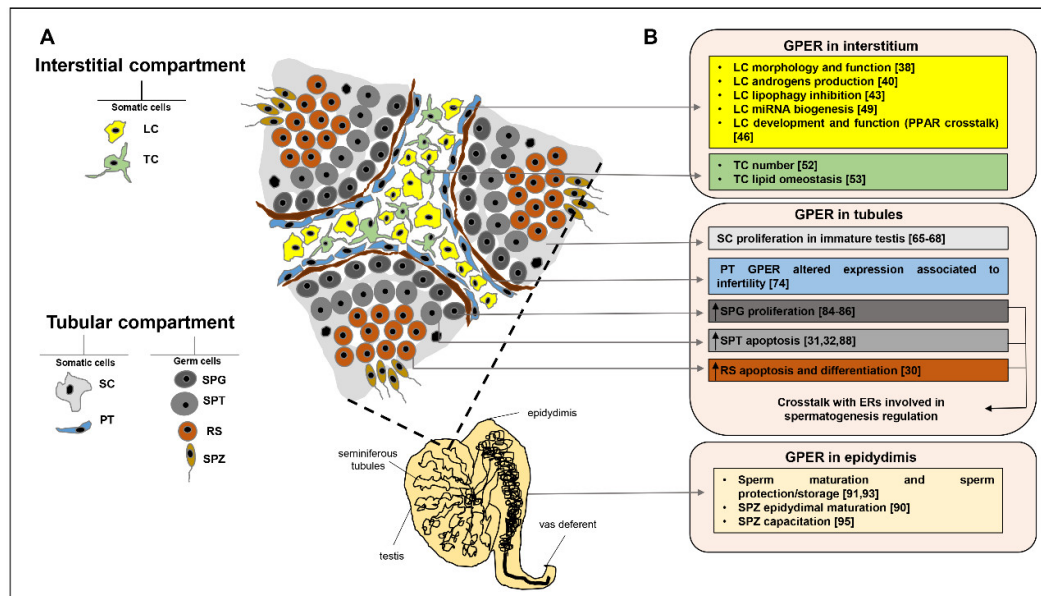 A
Interstitial compartment
Somatic cells
LC
TC
Tubular compartment
Somatic cells
Germ cells
SC
PT
SPG
SPT
RS
SPZ
epidydimis
seminiferous
tubules
testis
vas deferent
B
GPER in interstitium
• LC morphology and function [38]
• LC androgens production [40]
• LC lipophagy inhibition [43]
• LC miRNA biogenesis [49]
• LC development and function (PPAR crosstalk)
[46]
• TC number [52]
• TC lipid omeostasis [53]
GPER in tubules
SC proliferation in immature testis [65-68]
PT GPER altered expression associated to
infertility [74]
↑SPG proliferation [84-86]
↑SPT apoptosis [31,32,88]
↑RS apoptosis and differentiation [30]
Crosstalk with ERs involved in
spermatogenesis regulation
GPER in epidydimis
• Sperm maturation and sperm
protection/storage [91,93]
• SPZ epidydimal maturation [90]
• SPZ capacitation [95]